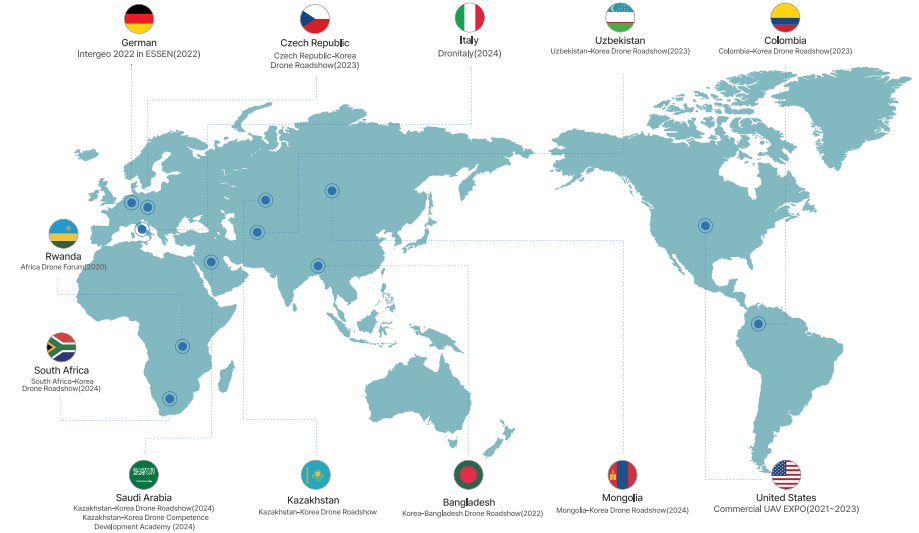 German
Intergeo 2022 in ESSEN(2022)
Czech Republic
Czech Republic-Korea
Drone Roadshow(2023)
Italy
Dronitaly(2024)
Uzbekistan
Uzbekistan-Korea Drone Roadshow(2023)
Colombia
Colombia-Korea Drone Roadshow(2023)
Rwanda
Africa Drone Forum(2020)
South Africa
South Africa-Korea
Drone Roadshow(2024)
Saudi Arabia
Kazakhstan-Korea Drone Roadshow(2024)
Kazakhstan-Korea Drone Competence
Development Academy (2024)
Kazakhstan
Kazakhstan-Korea Drone Roadshow
Bangladesh
Korea-Bangladesh Drone Roadshow(2022)
Mongolia
Mongolia-Korea Drone Roadshow(2024)
United States
Commercial UAV EXPO(2021~2023)